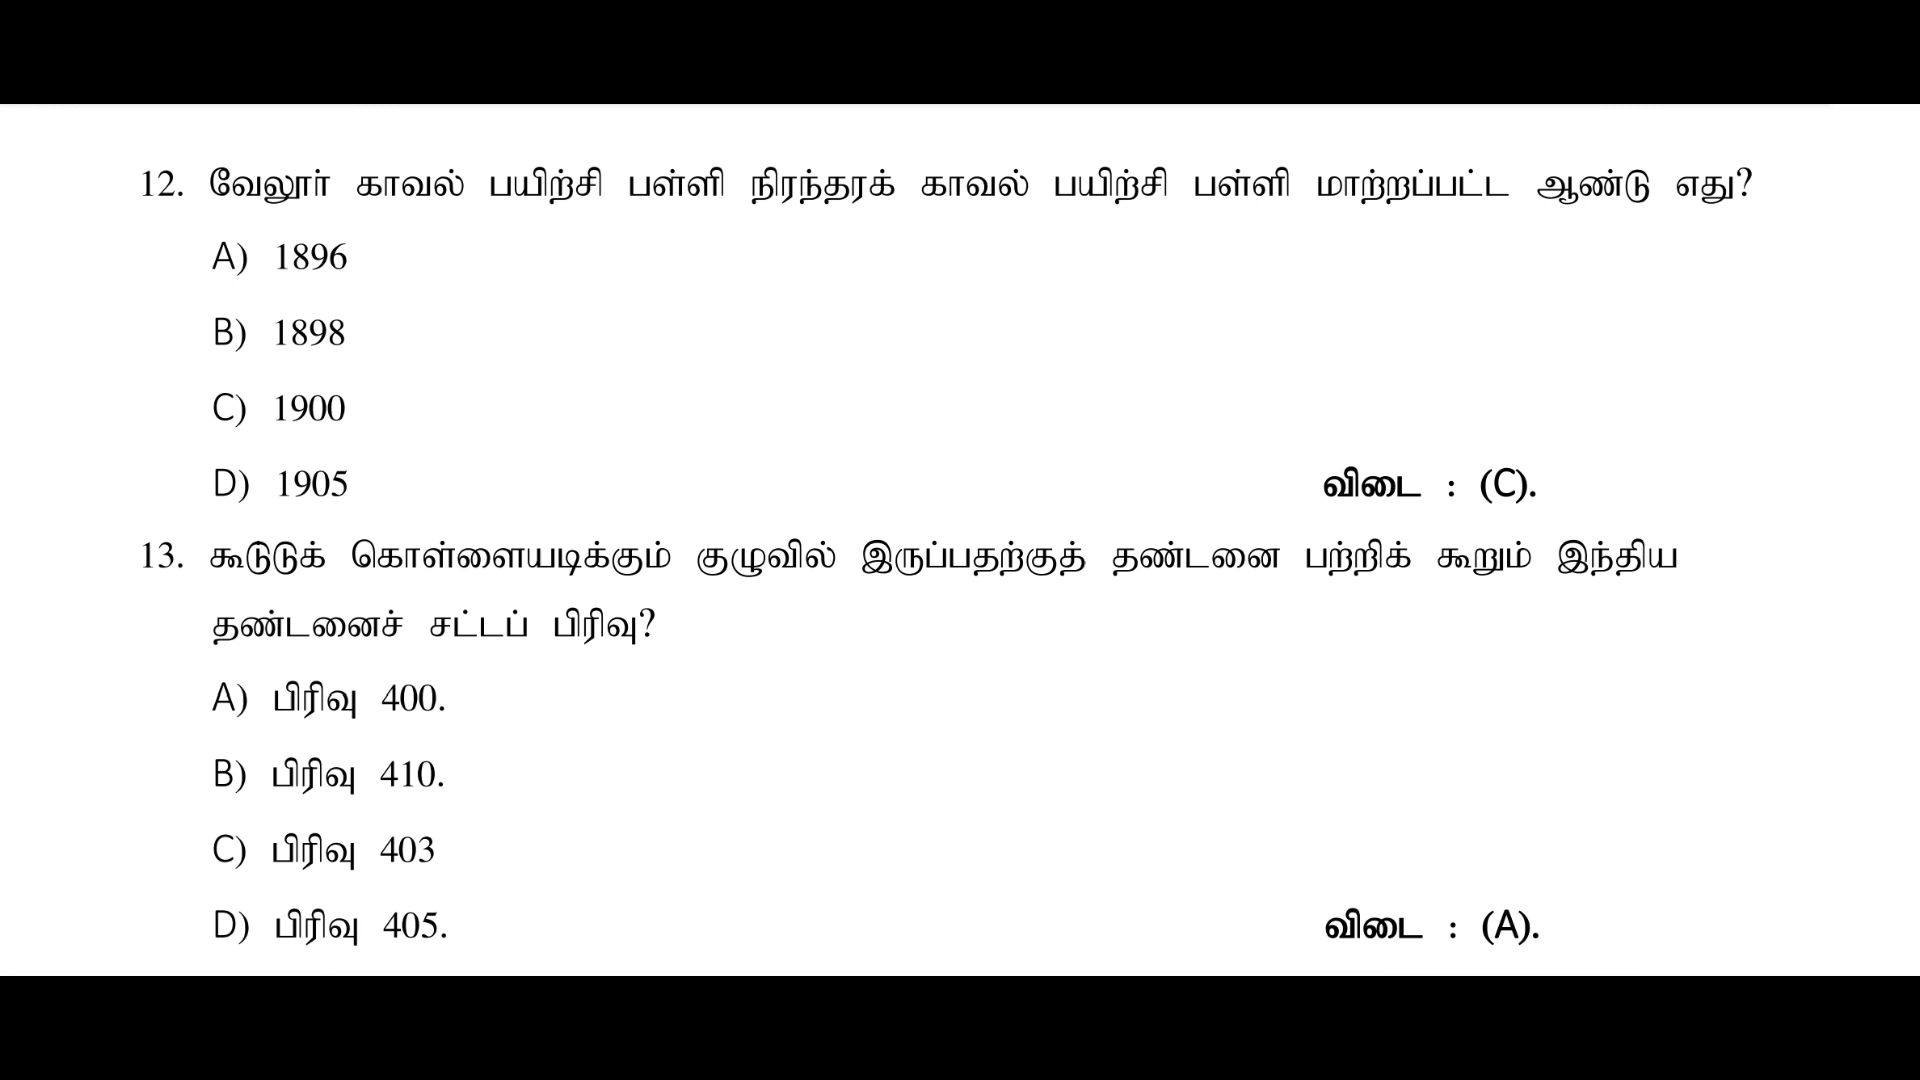 12. வேலூர் காவல் பயிற்சி பள்ளி நிரந்தரக் காவல் பயிற்சி பள்ளி மாற்றப்பட்ட ஆண்டு எது?
A) 1896
B) 1898
C) 1900
D) 1905 விடை : (C).
13. கூடுடுக் கொள்ளையடிக்கும் குழுவில் இருப்பதற்குத் தண்டனை பற்றிக் கூறும் இந்திய
தண்டனைச் சட்டப் பிரிவு?
A) பிரிவு 400.
B) பிரிவு 410.
C) பிரிவு 403
D) பிரிவு 405. விடை : (A).